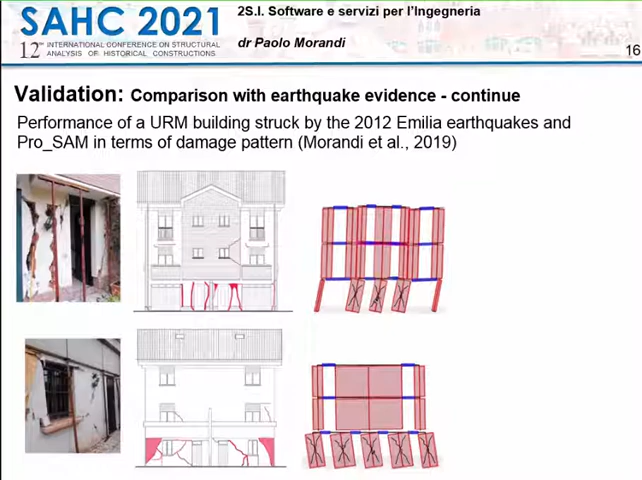 SAHC 2021
12th INTERNATIONAL CONFERENCE ON STRUCTURAL
ANALYSIS OF HISTORICAL CONSTRUCTIONS
2S.I. Software e servizi per l'Ingegneria
dr Paolo Morandi
16
Validation: Comparison with earthquake evidence - continue
Performance of a URM building struck by the 2012 Emilia earthquakes and
Pro_SAM in terms of damage pattern (Morandi et al., 2019)